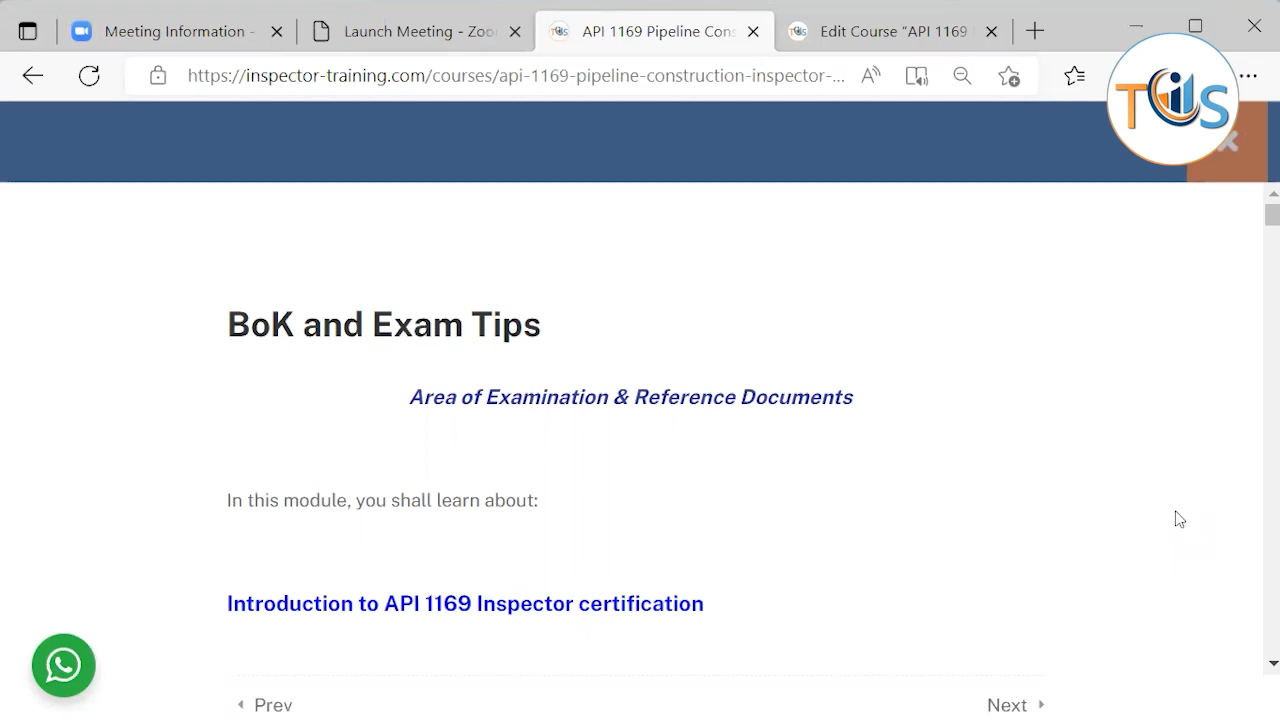 Meeting Information -
Launch Meeting - Zoo
API 1169 Pipeline Cons
Edit Course "API 1169
https://inspector-training.com/courses/api-1169-pipeline-construction-inspector-...
TIS
BoK and Exam Tips
Area of Examination & Reference Documents
In this module, you shall learn about:
Introduction to API 1169 Inspector certification
Prev
Next